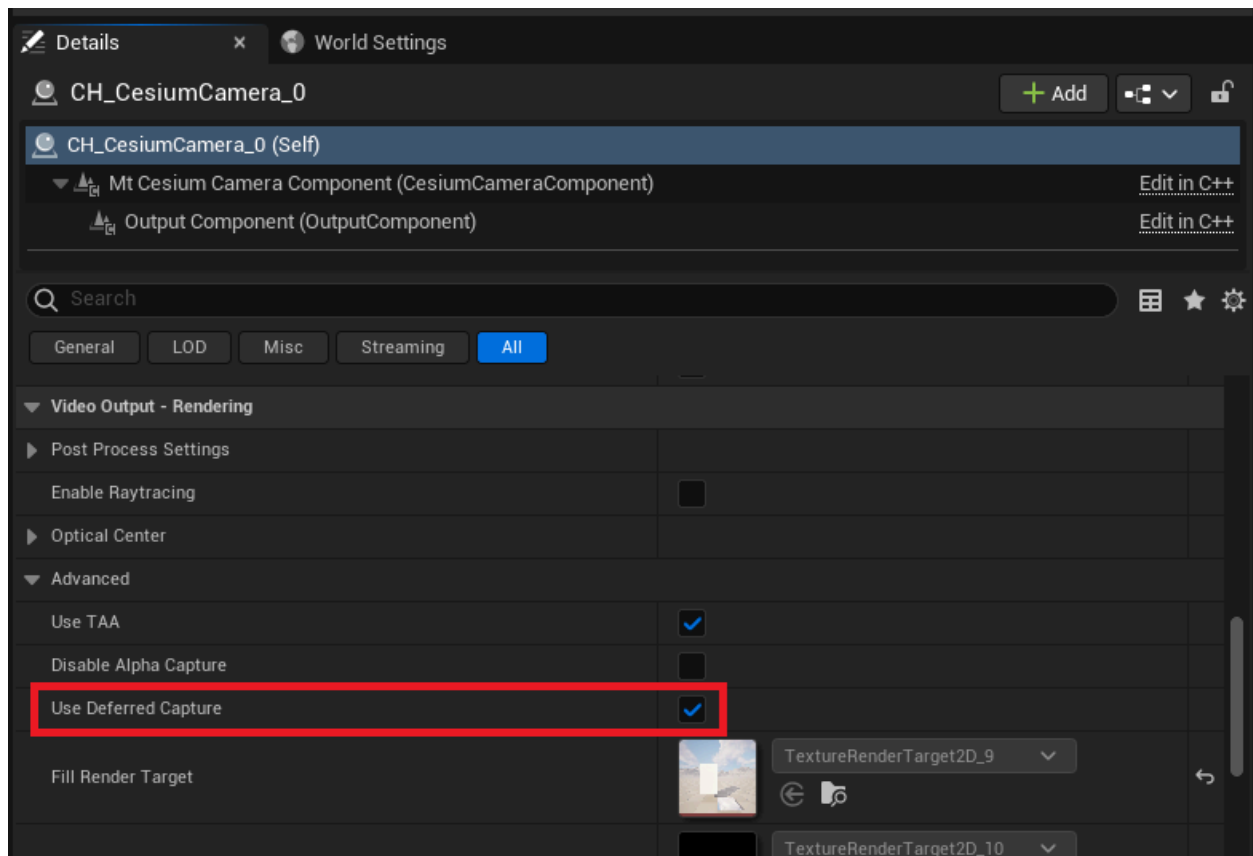 Details
World Settings
CH_CesiumCamera_0
Add
CH_CesiumCamera_0 (Self)
Mt Cesium Camera Component (CesiumCameraComponent) Edit in C++
Output Component (OutputComponent) Edit in C++
Search
General LOD Misc Streaming All
Video Output - Rendering
Post Process Settings
Enable Raytracing
Optical Center
Advanced
Use TAA
Disable Alpha Capture
Use Deferred Capture
TextureRenderTarget2D_9
Fill Render Target
TextureRenderTarget2D_10